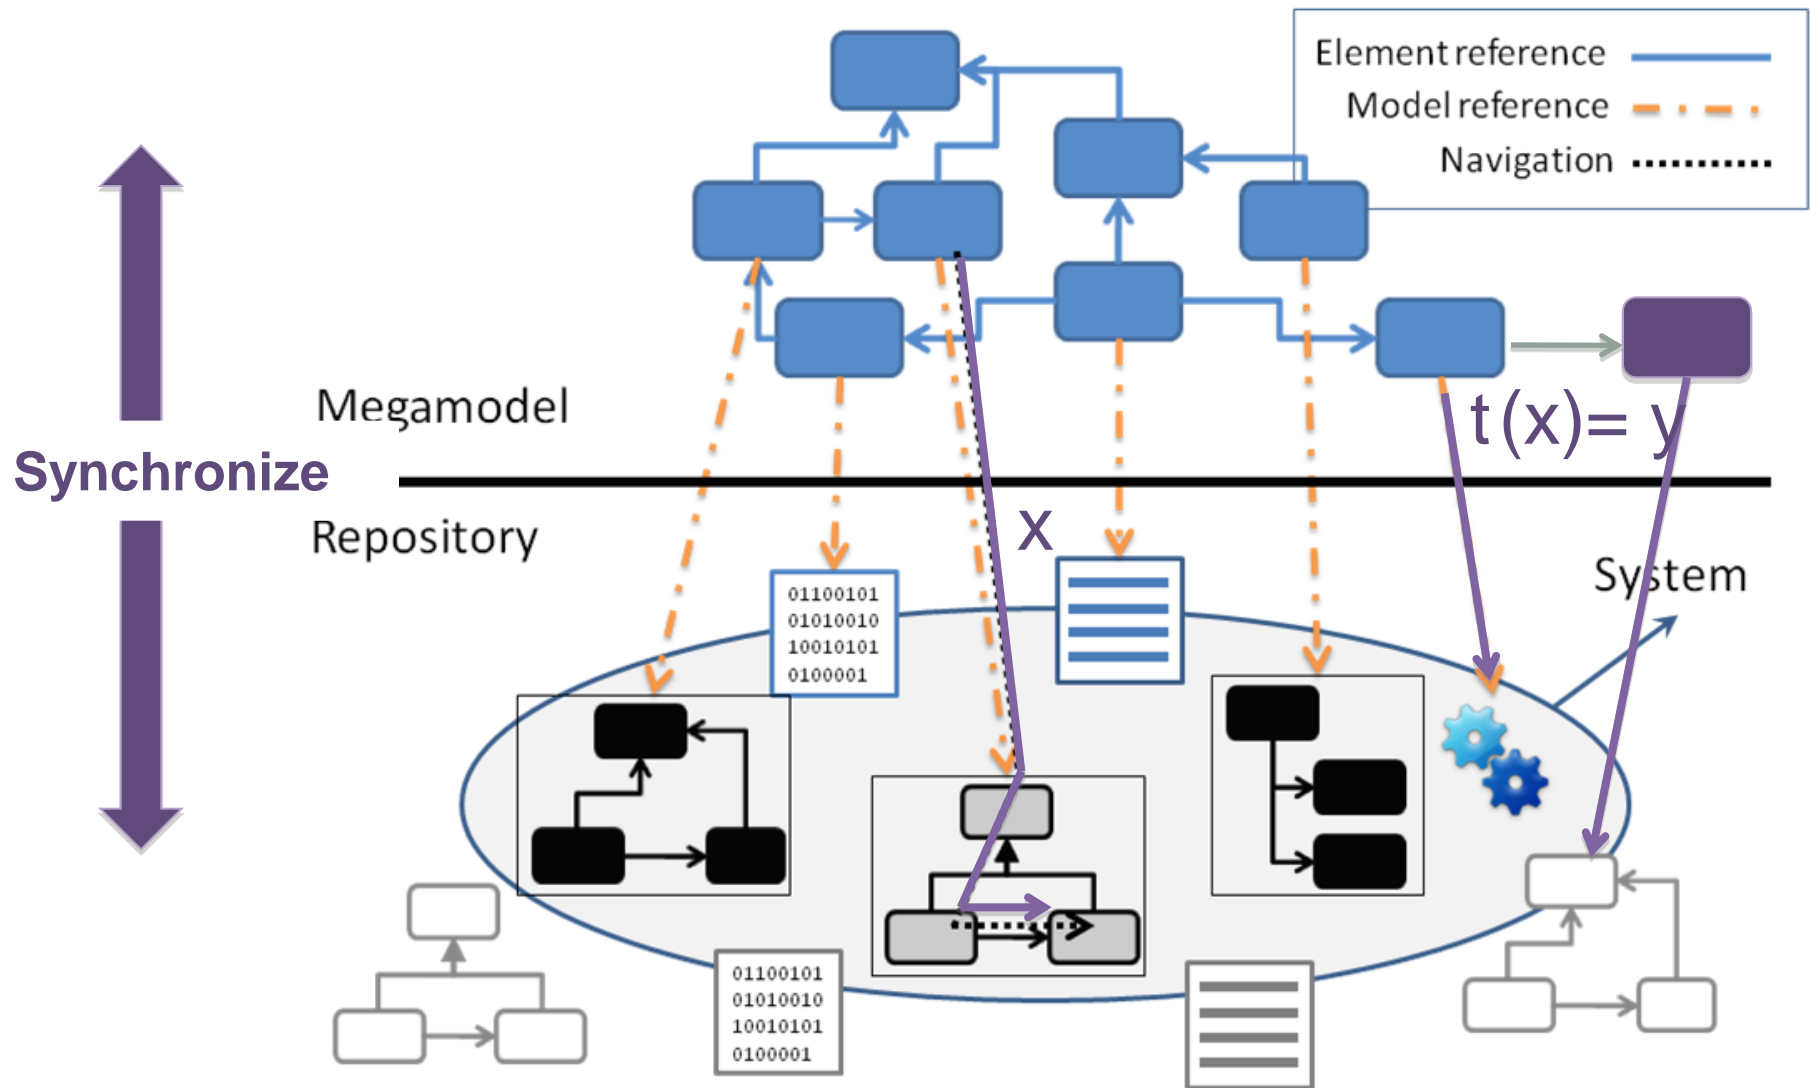 Element reference
Model reference
Navigation
Megamodel
t(x)= y
Synchronize
x
Repository
System
01100101
01010010
10010101
0100001
01100101
01010010
10010101
0100001